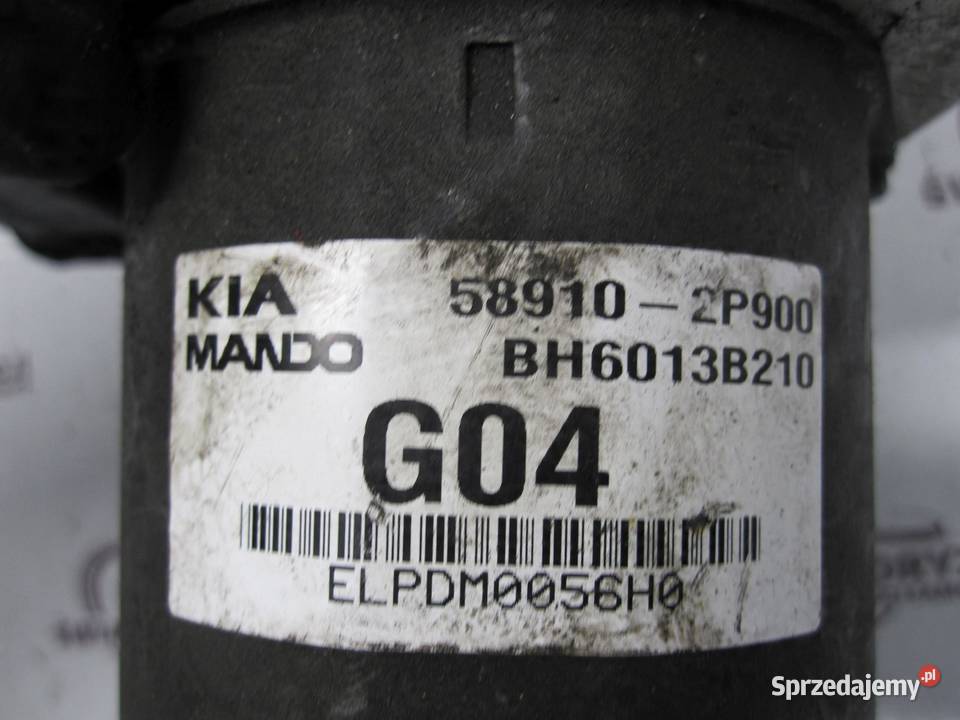 KIA 58910-2P900
MANDO BH6013B210
G04
ELPDM0056H0
Sprzedajemy.pl